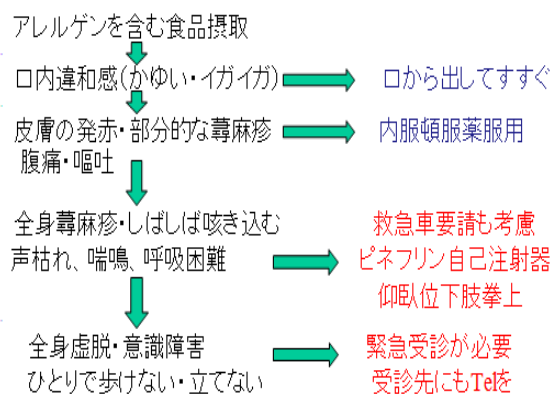 アレルゲンを含む食品摂取
口内違和感(かゆい・イガイガ)
口から出してすすぐ
皮膚の発赤・部分的な蕁麻疹
内服頓服薬服用
腹痛・嘔吐
全身蕁麻疹・しばしば咳き込む
救急車要請も考慮
声枯れ、喘鳴、呼吸困難
ピネフリン自己注射器
仰臥位下肢挙上
全身虚脱・意識障害
緊急受診が必要
ひとりで歩けない・立てない
受診先にもTelを